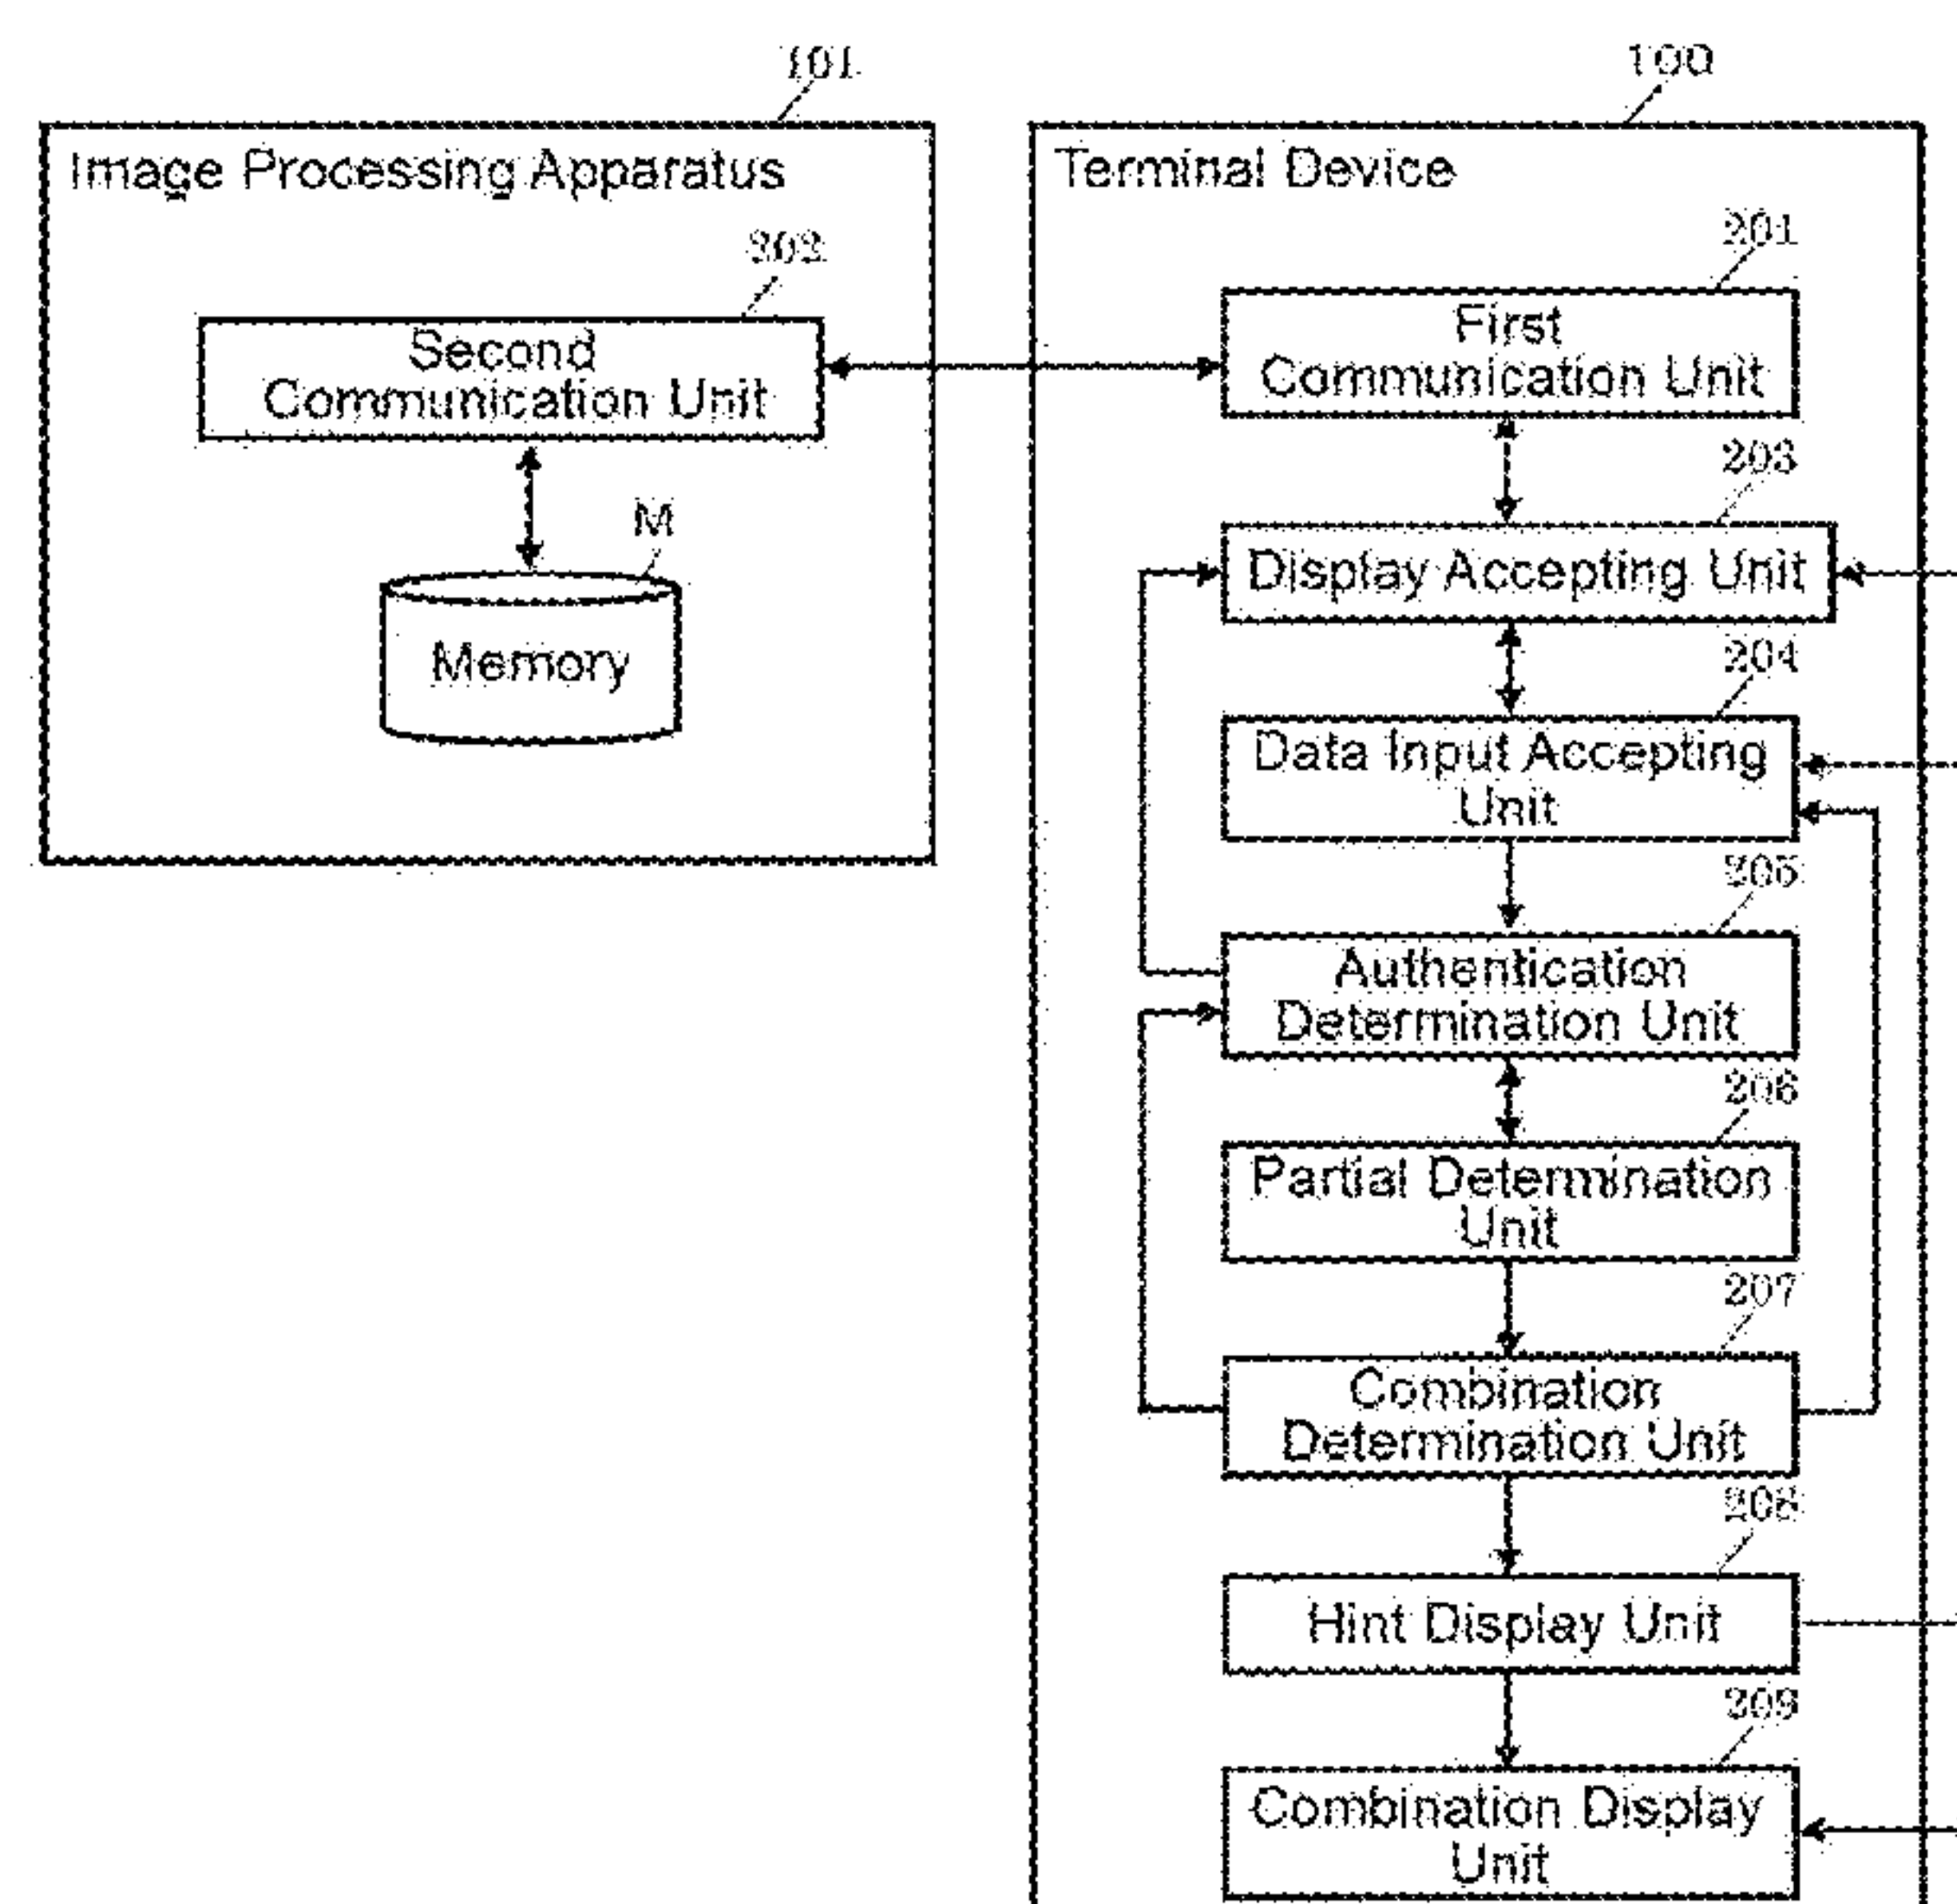 101
Image Processing Apparatus
202
Second
Communication Unit
M
Memory
100
Terminal Device
201
First
Communication Unit
203
Display Accepting Unit
204
Data Input Accepting
Unit
205
Authentication
Determination Unit
206
Partial Determination
Unit
207
Combination
Determination Unit
208
Hint Display Unit
209
Combination Display
Unit